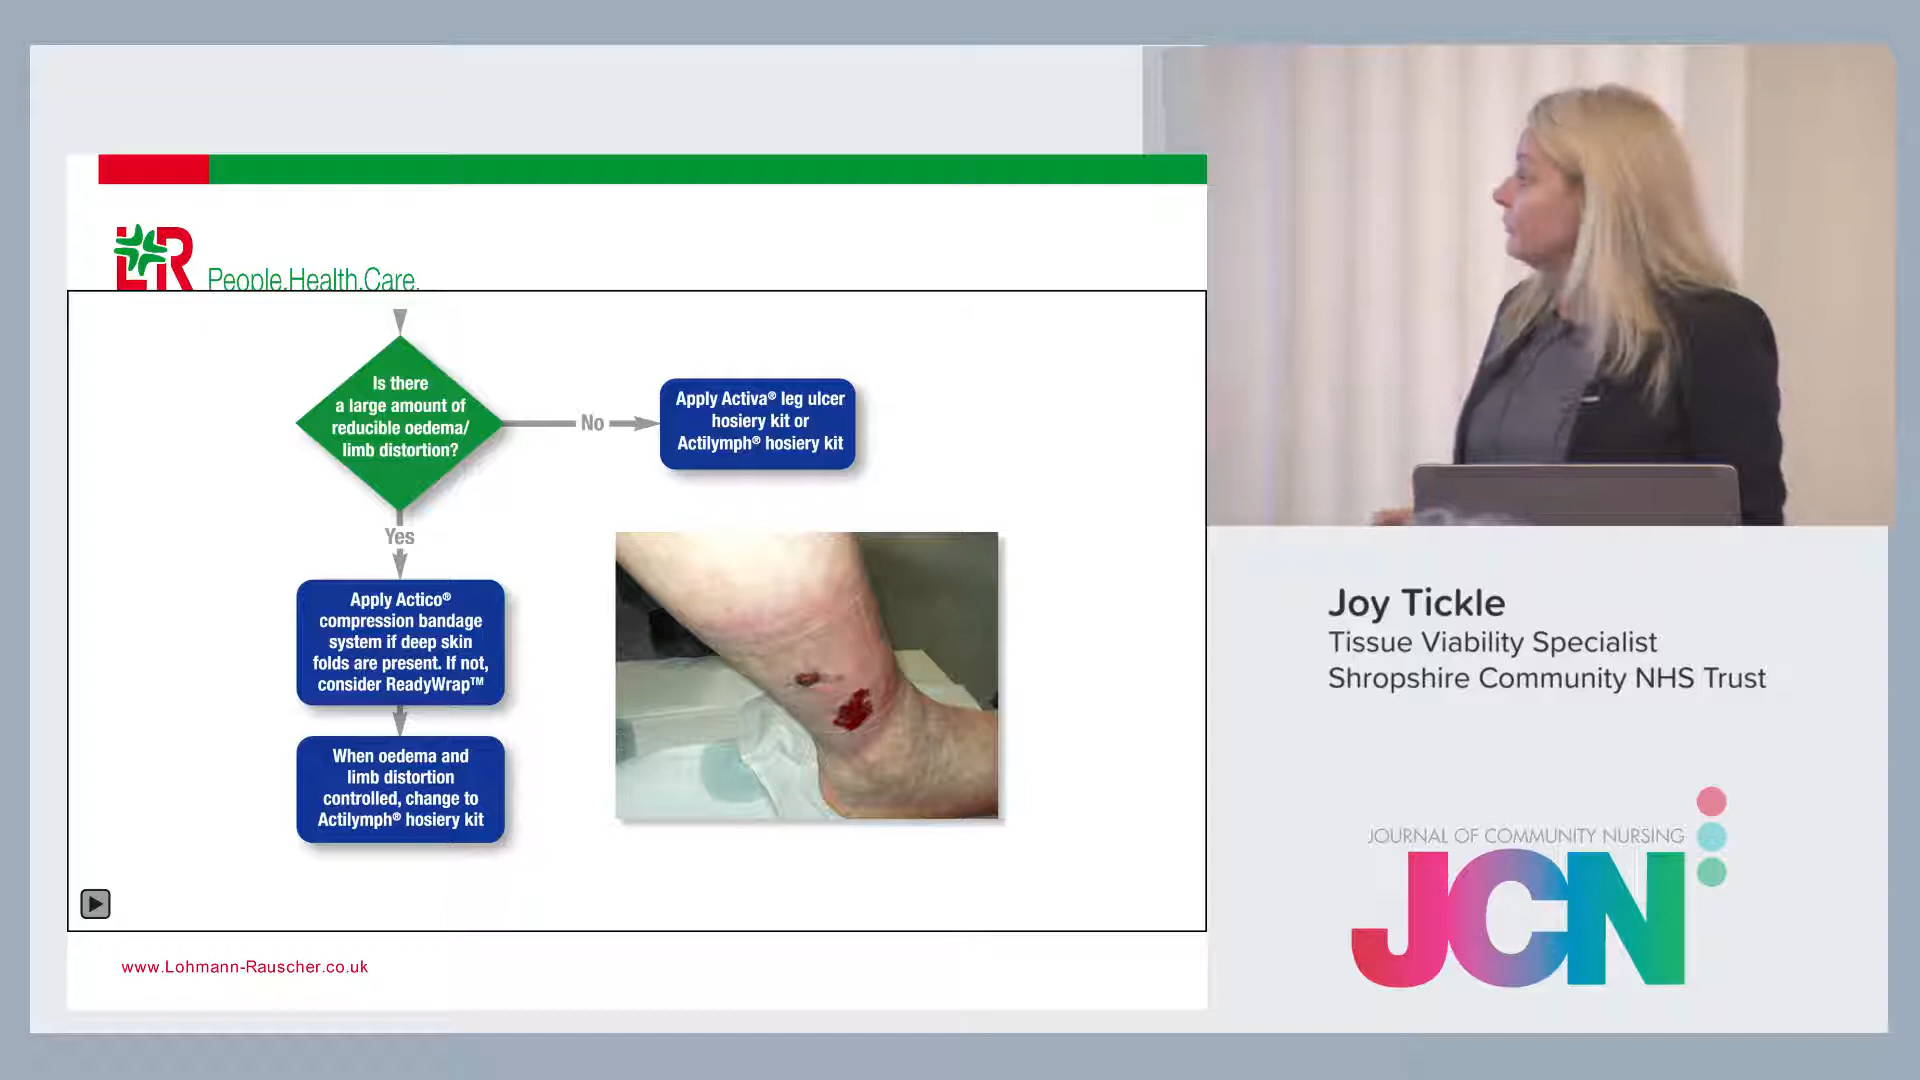 LR
People.Health.Care.
Is there
a large amount of
reducible oedema/
limb distortion?
No
Apply Activa® leg ulcer
hosiery kit or
Actilymph® hosiery kit
Yes
Apply Actico®
compression bandage
system if deep skin
folds are present. If not,
consider ReadyWrap™
When oedema and
limb distortion
controlled, change to
Actilymph® hosiery kit
www.Lohmann-Rauscher.co.uk
Joy Tickle
Tissue Viability Specialist
Shropshire Community NHS Trust
JOURNAL OF COMMUNITY NURSING
JCN